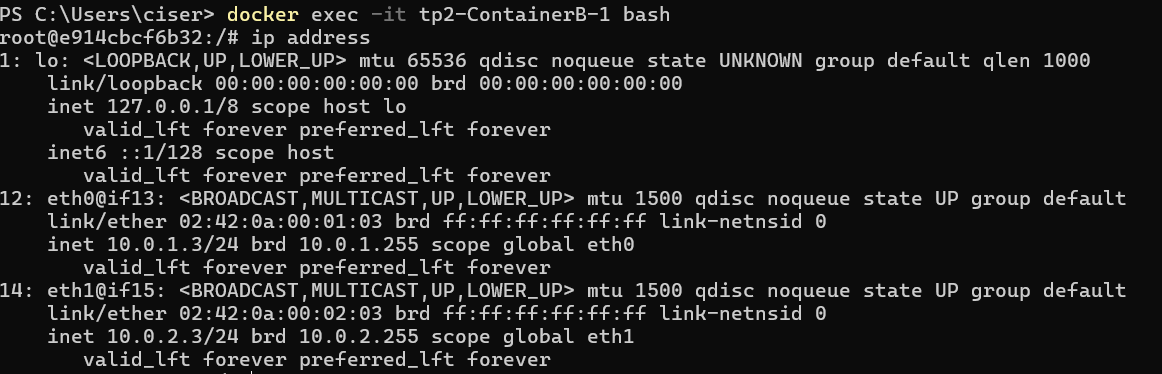 PS C:\Users\ciser> docker exec -it tp2-ContainerB-1 bash
root@e914cbcf6b32:/# ip address
1: lo: <LOOPBACK,UP,LOWER_UP> mtu 65536 qdisc noqueue state UNKNOWN group default qlen 1000
    link/loopback 00:00:00:00:00:00 brd 00:00:00:00:00:00
    inet 127.0.0.1/8 scope host lo
       valid_lft forever preferred_lft forever
    inet6 ::1/128 scope host
       valid_lft forever preferred_lft forever
12: eth0@if13: <BROADCAST,MULTICAST,UP,LOWER_UP> mtu 1500 qdisc noqueue state UP group default
    link/ether 02:42:0a:00:01:03 brd ff:ff:ff:ff:ff:ff link-netnsid 0
    inet 10.0.1.3/24 brd 10.0.1.255 scope global eth0
       valid_lft forever preferred_lft forever
14: eth1@if15: <BROADCAST,MULTICAST,UP,LOWER_UP> mtu 1500 qdisc noqueue state UP group default
    link/ether 02:42:0a:00:02:03 brd ff:ff:ff:ff:ff:ff link-netnsid 0
    inet 10.0.2.3/24 brd 10.0.2.255 scope global eth1
       valid_lft forever preferred_lft forever